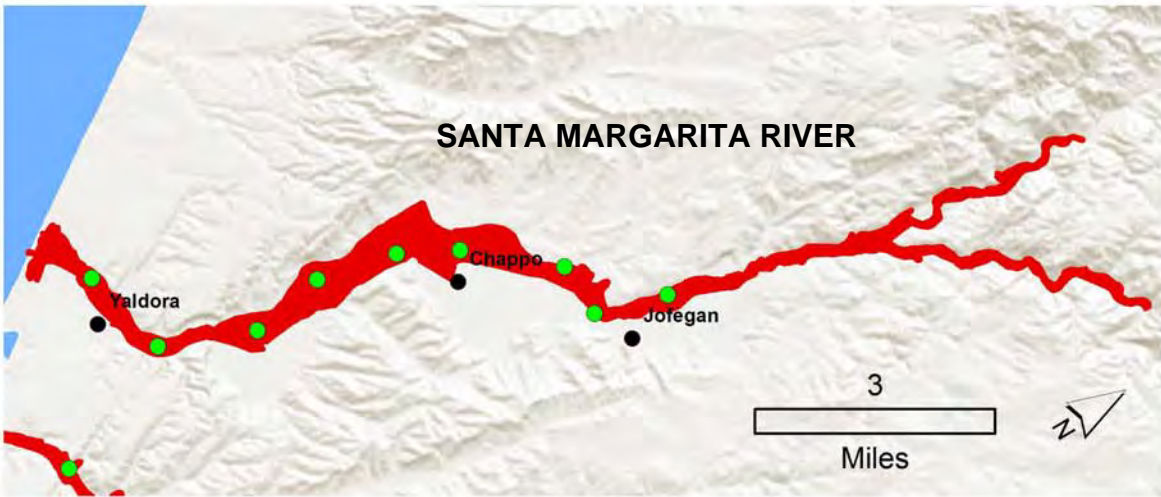 SANTA MARGARITA RIVER
Chappo
Yaldora
Jofegan
3
Miles
N